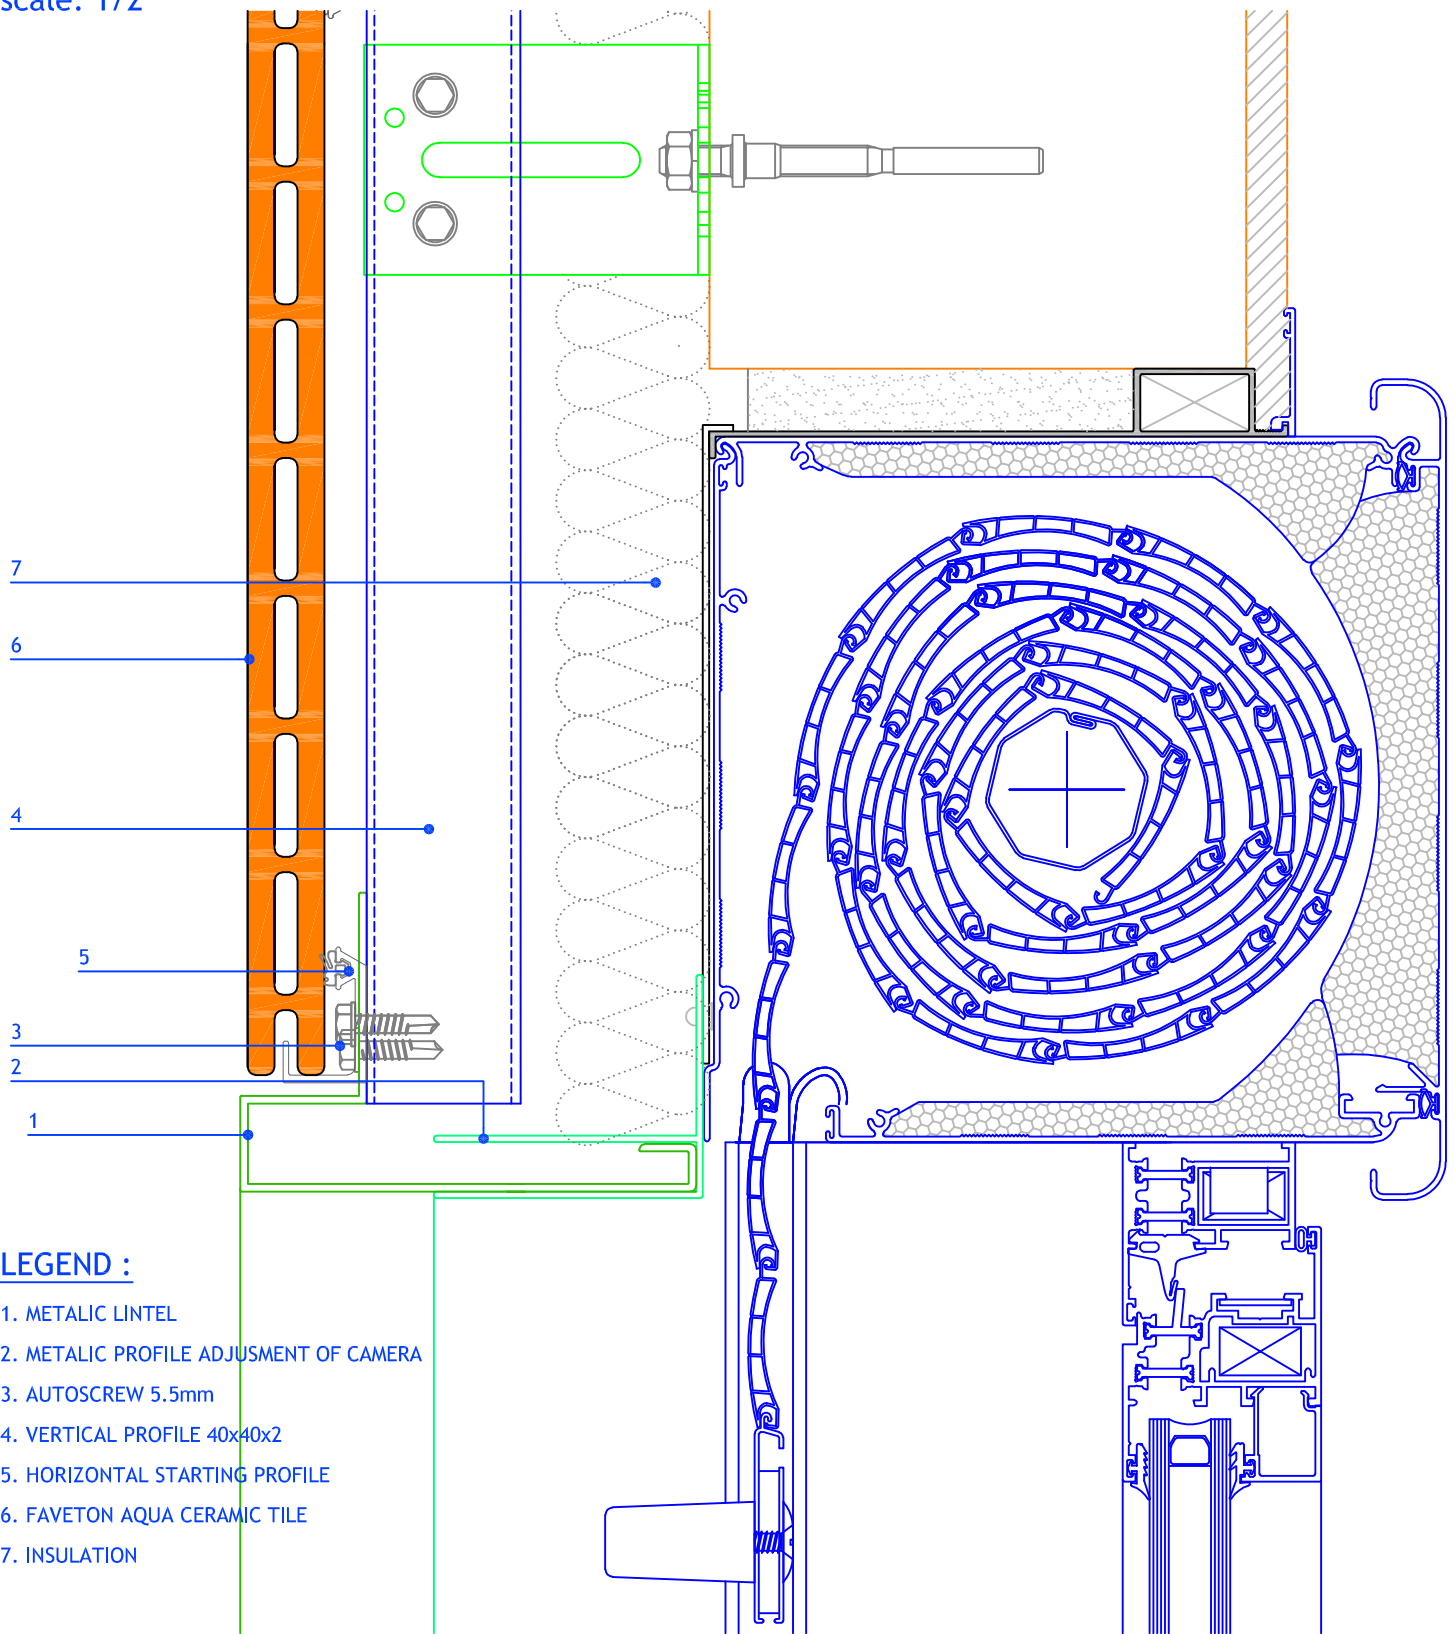 scale: 1/2
7
6
4
5
3
2
1
LEGEND :
1. METALIC LINTEL
2. METALIC PROFILE ADJUSMENT OF CAMERA
3. AUTOSCREW 5.5mm
4. VERTICAL PROFILE 40x40x2
5. HORIZONTAL STARTING PROFILE
6. FAVETON AQUA CERAMIC TILE
7. INSULATION